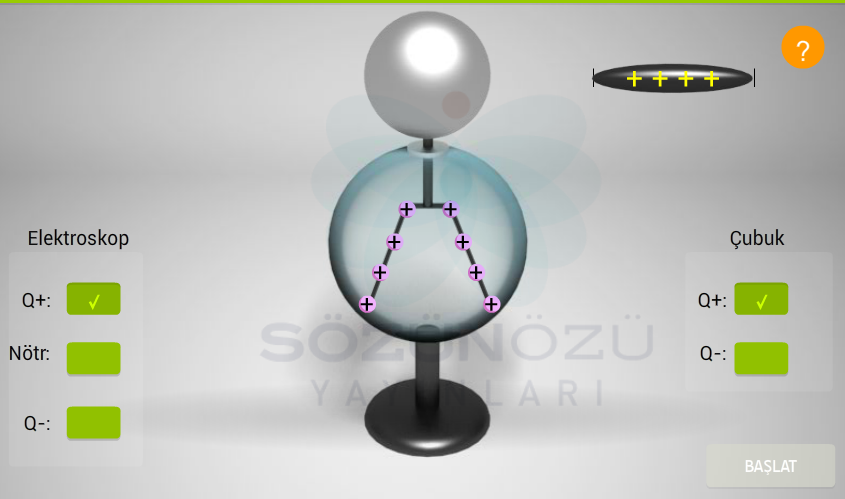 ?
+ + + +
+ +
+ +
+ +
+ +
Elektroskop
Q+: ✓
Nötr:
Q-:
Çubuk
Q+: ✓
Q-:
SÖZÜNÖZÜ
YAYINLARI
BAŞLAT